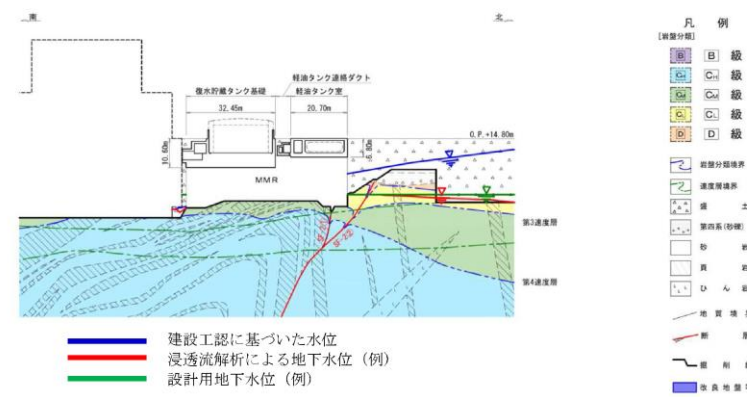 南
北
軽油タンク連絡ダクト
復水貯蔵タンク基礎
軽油タンク室
32.45m
20.70m
O.P.+14.80m
10.60m
6.80m
MMR
第3速度層
第4速度層
建設工認に基づいた水位
浸透流解析による地下水位（例）
設計用地下水位（例）
凡 例
[岩盤分類]
B B 級
CH CH 級
CM CM 級
CL CL 級
D D 級
岩盤分類境界
速度層境界
盛 土
第四系(砂礫)
砂 岩
頁 岩
ひ ん 岩
地 質 境
断 層
掘 削
改 良 地 盤